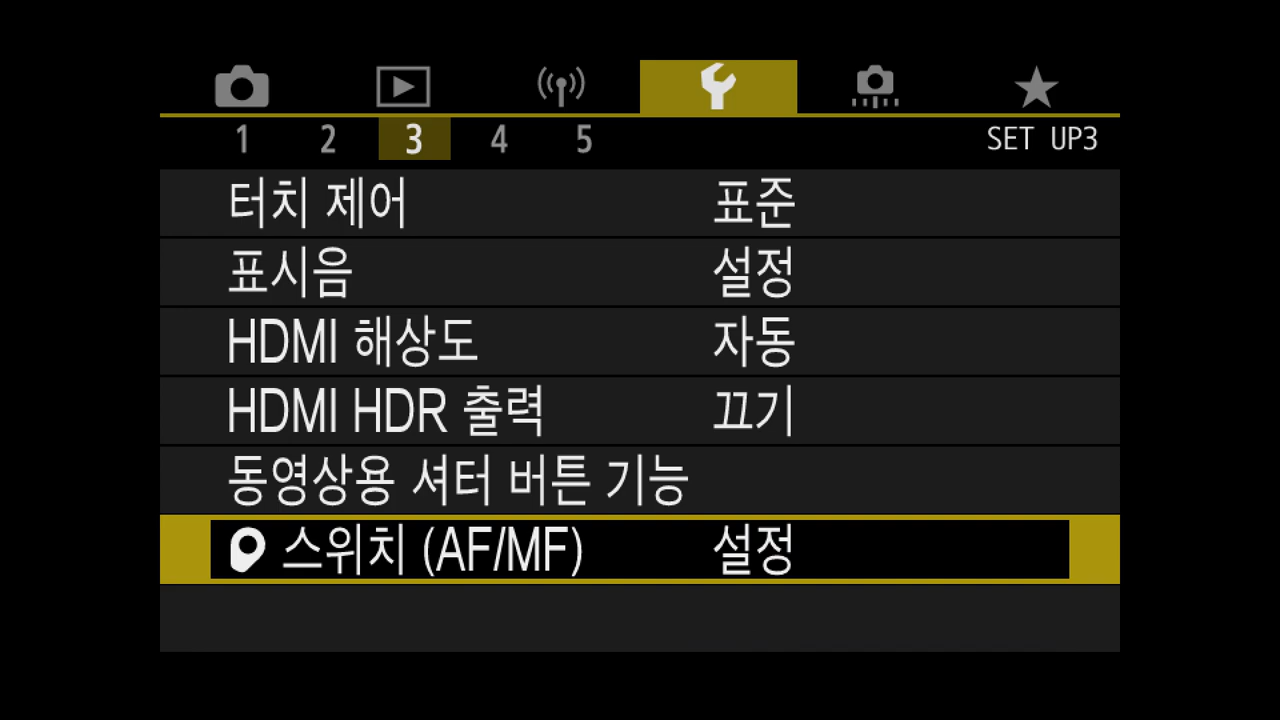 1 2 3 4 5 SET UP3
터치 제어 표준
표시음 설정
HDMI 해상도 자동
HDMI HDR 출력 끄기
동영상용 셔터 버튼 기능
스위치 (AF/MF) 설정